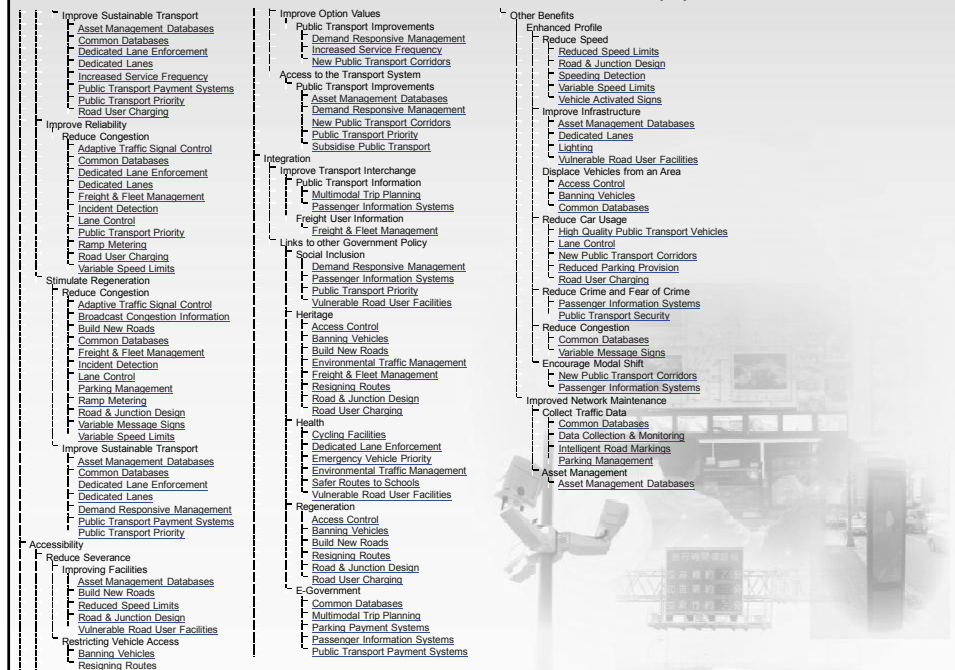 Improve Sustainable Transport
Asset Management Databases
Common Databases
Dedicated Lane Enforcement
Dedicated Lanes
Increased Service Frequency
Public Transport Payment Systems
Public Transport Priority
Road User Charging
Improve Reliability
Reduce Congestion
Adaptive Traffic Signal Control
Common Databases
Dedicated Lane Enforcement
Dedicated Lanes
Freight & Fleet Management
Incident Detection
Lane Control
Public Transport Priority
Ramp Metering
Road User Charging
Variable Speed Limits
Stimulate Regeneration
Reduce Congestion
Adaptive Traffic Signal Control
Broadcast Congestion Information
Build New Roads
Common Databases
Freight & Fleet Management
Incident Detection
Lane Control
Parking Management
Ramp Metering
Road & Junction Design
Variable Message Signs
Variable Speed Limits
Improve Sustainable Transport
Asset Management Databases
Common Databases
Dedicated Lane Enforcement
Dedicated Lanes
Demand Responsive Management
Public Transport Payment Systems
Public Transport Priority
Accessibility
Reduce Severance
Improving Facilities
Asset Management Databases
Build New Roads
Reduced Speed Limits
Road & Junction Design
Vulnerable Road User Facilities
Restricting Vehicle Access
Banning Vehicles
Resigning Routes
Improve Option Values
Public Transport Improvements
Demand Responsive Management
Increased Service Frequency
New Public Transport Corridors
Access to the Transport System
Public Transport Improvements
Asset Management Databases
Demand Responsive Management
New Public Transport Corridors
Public Transport Priority
Subsidise Public Transport
Integration
Improve Transport Interchange
Public Transport Information
Multimodal Trip Planning
Passenger Information Systems
Freight User Information
Freight & Fleet Management
Links to other Government Policy
Social Inclusion
Demand Responsive Management
Passenger Information Systems
Public Transport Priority
Vulnerable Road User Facilities
Heritage
Access Control
Banning Vehicles
Build New Roads
Environmental Traffic Management
Freight & Fleet Management
Resigning Routes
Road & Junction Design
Road User Charging
Health
Cycling Facilities
Dedicated Lane Enforcement
Emergency Vehicle Priority
Environmental Traffic Management
Safer Routes to Schools
Vulnerable Road User Facilities
Regeneration
Access Control
Banning Vehicles
Build New Roads
Resigning Routes
Road & Junction Design
Road User Charging
E-Government
Common Databases
Multimodal Trip Planning
Parking Payment Systems
Passenger Information Systems
Public Transport Payment Systems
Other Benefits
Enhanced Profile
Reduce Speed
Reduced Speed Limits
Road & Junction Design
Speeding Detection
Variable Speed Limits
Vehicle Activated Signs
Improve Infrastructure
Asset Management Databases
Dedicated Lanes
Lighting
Vulnerable Road User Facilities
Displace Vehicles from an Area
Access Control
Banning Vehicles
Common Databases
Reduce Car Usage
High Quality Public Transport Vehicles
Lane Control
New Public Transport Corridors
Reduced Parking Provision
Road User Charging
Reduce Crime and Fear of Crime
Passenger Information Systems
Public Transport Security
Reduce Congestion
Common Databases
Variable Message Signs
Encourage Modal Shift
New Public Transport Corridors
Passenger Information Systems
Improved Network Maintenance
Collect Traffic Data
Common Databases
Data Collection & Monitoring
Intelligent Road Markings
Parking Management
Asset Management
Asset Management Databases